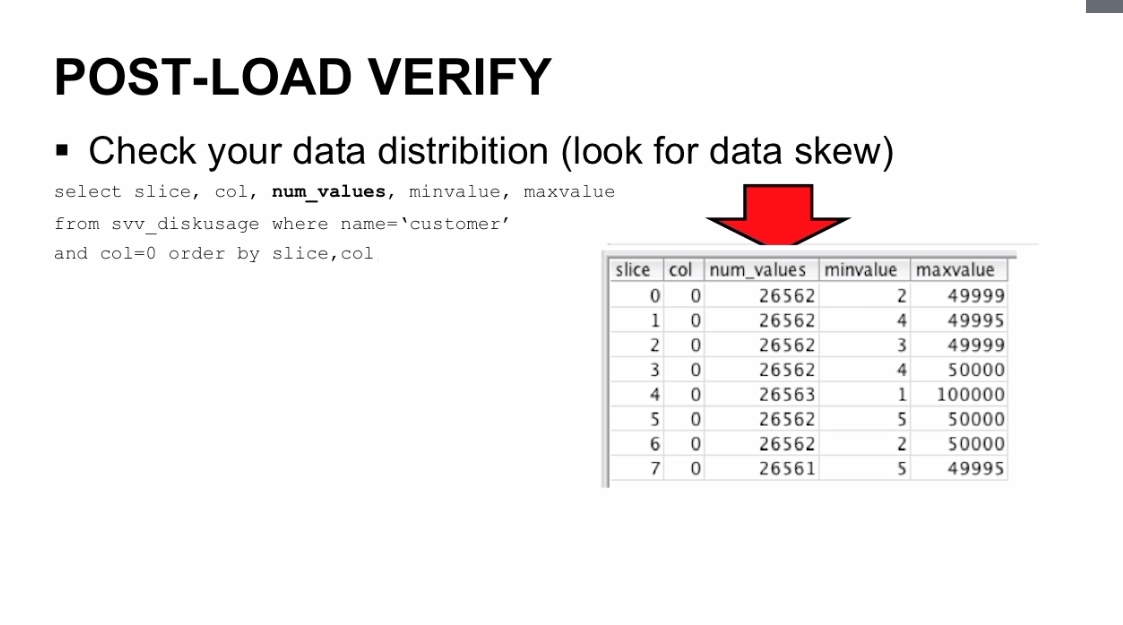 POST-LOAD VERIFY
▪ Check your data distribition (look for data skew)
select slice, col, num_values, minvalue, maxvalue
from svv_diskusage where name=‘customer’
and col=0 order by slice,col
slice col num_values minvalue maxvalue
0 0 26562 2 49999
1 0 26562 4 49995
2 0 26562 3 49999
3 0 26562 4 50000
4 0 26563 1 100000
5 0 26562 5 50000
6 0 26562 2 50000
7 0 26561 5 49995